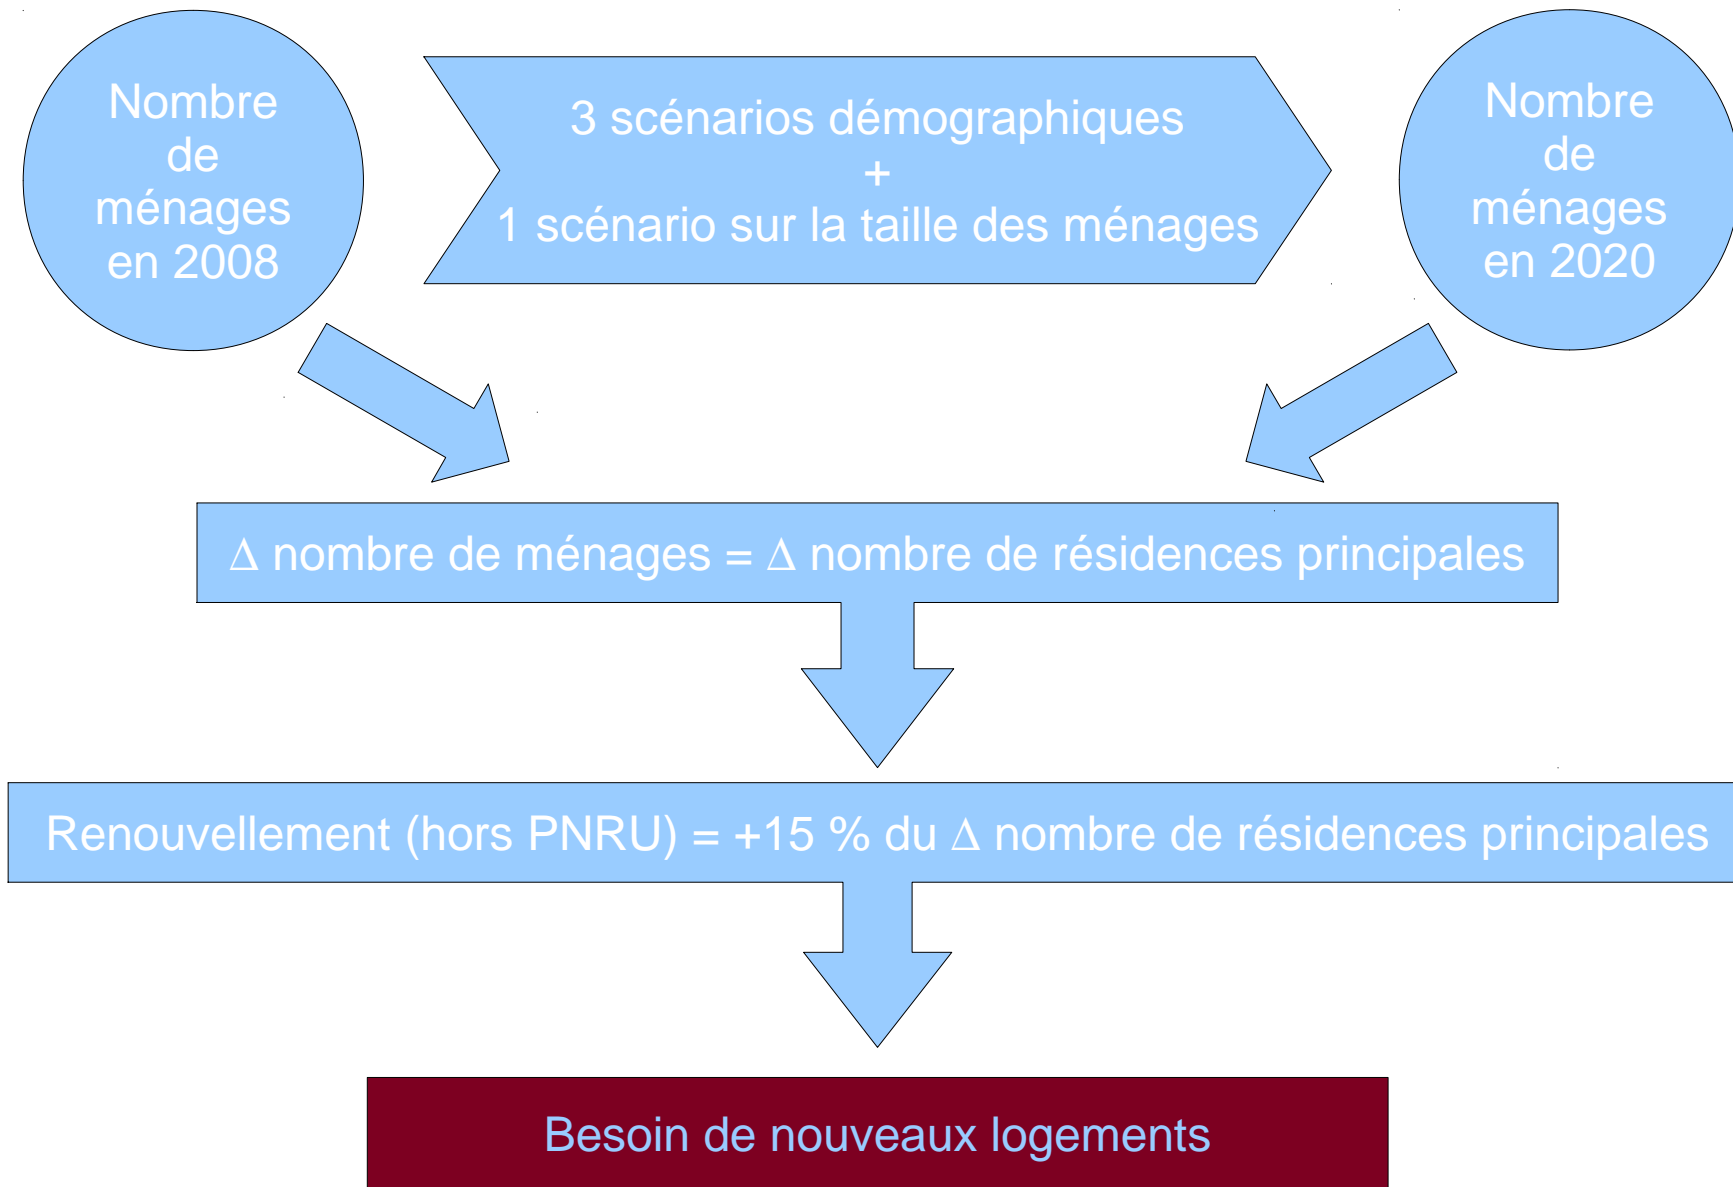 Nombre
de
ménages
en 2008
3 scénarios démographiques
+
1 scénario sur la taille des ménages
Nombre
de
ménages
en 2020
Δ nombre de ménages = Δ nombre de résidences principales
Renouvellement (hors PNRU) = +15 % du Δ nombre de résidences principales
Besoin de nouveaux logements